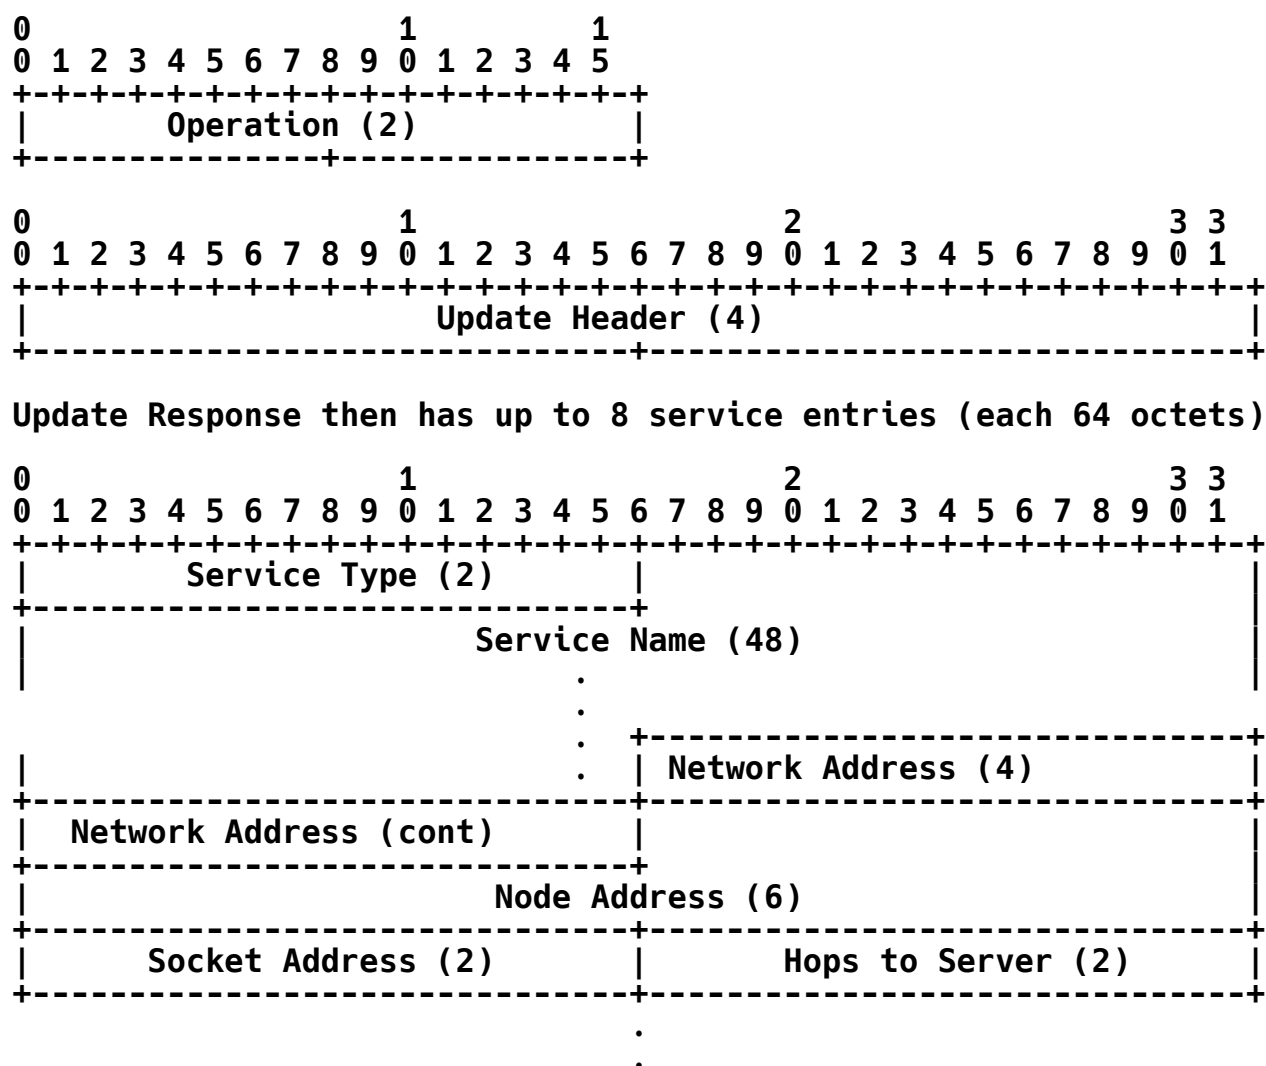 0                   1         1
0 1 2 3 4 5 6 7 8 9 0 1 2 3 4 5
+-+-+-+-+-+-+-+-+-+-+-+-+-+-+-+-+
|       Operation (2)           |
+---------------+---------------+
0                   1                   2                   3 3
0 1 2 3 4 5 6 7 8 9 0 1 2 3 4 5 6 7 8 9 0 1 2 3 4 5 6 7 8 9 0 1
+-+-+-+-+-+-+-+-+-+-+-+-+-+-+-+-+-+-+-+-+-+-+-+-+-+-+-+-+-+-+-+-+
|                     Update Header (4)                         |
+-------------------------------+-------------------------------+
Update Response then has up to 8 service entries (each 64 octets)
0                   1                   2                   3 3
0 1 2 3 4 5 6 7 8 9 0 1 2 3 4 5 6 7 8 9 0 1 2 3 4 5 6 7 8 9 0 1
+-+-+-+-+-+-+-+-+-+-+-+-+-+-+-+-+-+-+-+-+-+-+-+-+-+-+-+-+-+-+-+-+
|        Service Type (2)       |                               |
+-------------------------------+                               |
|                       Service Name (48)                       |
|                            .                                  |
                             .
                             .  +-------------------------------+
|                            .  | Network Address (4)           |
+-------------------------------+-------------------------------+
|  Network Address (cont)       |                               |
+-------------------------------+                               |
|                        Node Address (6)                       |
+-------------------------------+-------------------------------+
|      Socket Address (2)       |       Hops to Server (2)      |
+-------------------------------+-------------------------------+
                                .
                                .